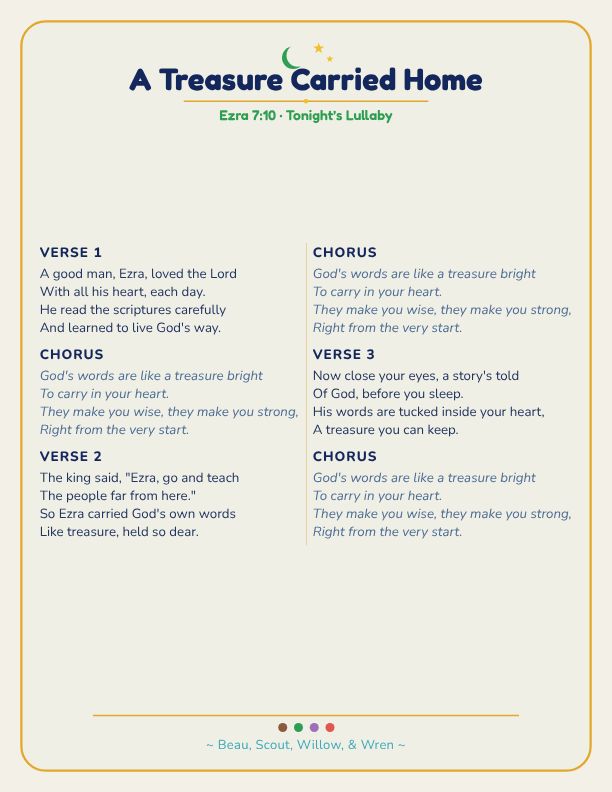 A Treasure Carried Home
Ezra 7:10 · Tonight's Lullaby
VERSE 1
A good man, Ezra, loved the Lord
With all his heart, each day.
He read the scriptures carefully
And learned to live God's way.
CHORUS
God's words are like a treasure bright
To carry in your heart.
They make you wise, they make you strong,
Right from the very start.
VERSE 2
The king said, "Ezra, go and teach
The people far from here."
So Ezra carried God's own words
Like treasure, held so dear.
CHORUS
God's words are like a treasure bright
To carry in your heart.
They make you wise, they make you strong,
Right from the very start.
VERSE 3
Now close your eyes, a story's told
Of God, before you sleep.
His words are tucked inside your heart,
A treasure you can keep.
CHORUS
God's words are like a treasure bright
To carry in your heart.
They make you wise, they make you strong,
Right from the very start.
~ Beau, Scout, Willow, & Wren ~